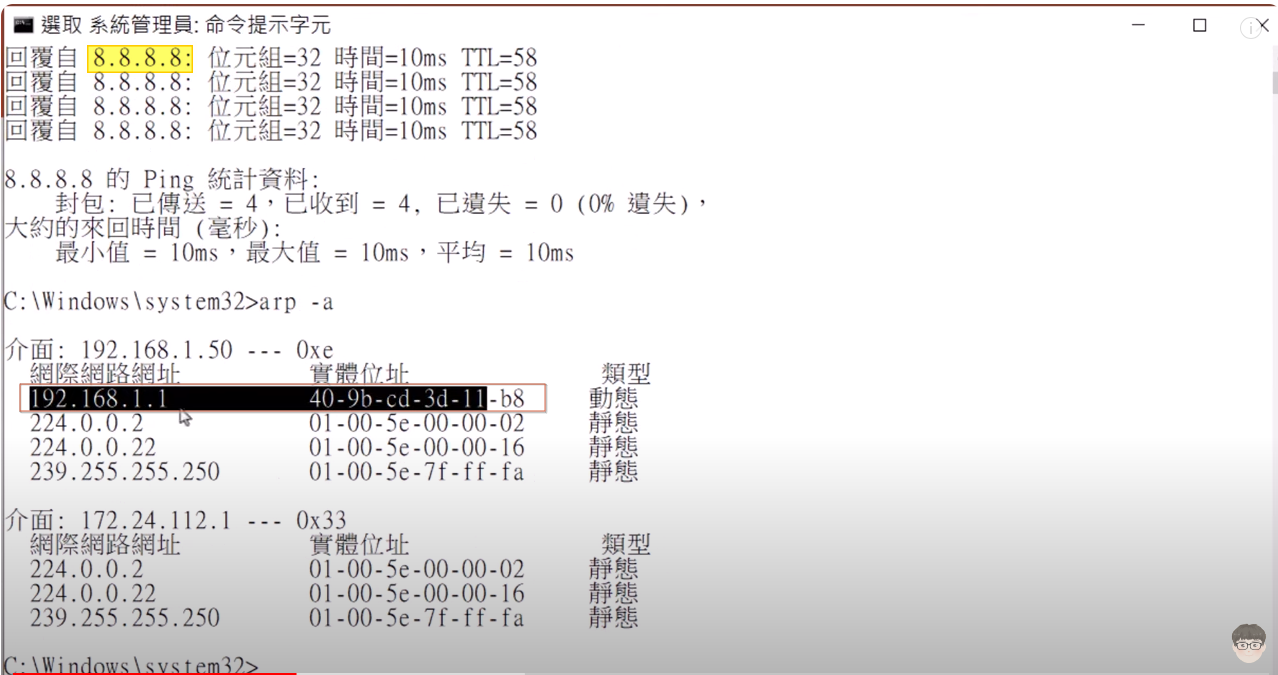 選取 系統管理員: 命令提示字元
回覆自 8.8.8.8: 位元組=32 時間=10ms TTL=58
回覆自 8.8.8.8: 位元組=32 時間=10ms TTL=58
回覆自 8.8.8.8: 位元組=32 時間=10ms TTL=58
回覆自 8.8.8.8: 位元組=32 時間=10ms TTL=58
8.8.8.8 的 Ping 統計資料:
封包: 已傳送 = 4，已收到 = 4, 已遺失 = 0 (0% 遺失)，
大約的來回時間 (毫秒):
最小值 = 10ms，最大值 = 10ms，平均 = 10ms
C:\Windows\system32>arp -a
介面: 192.168.1.50 --- 0xe
網際網路網址 實體位址 類型
192.168.1.1 40-9b-cd-3d-11-b8 動態
224.0.0.2 01-00-5e-00-00-02 靜態
224.0.0.22 01-00-5e-00-00-16 靜態
239.255.255.250 01-00-5e-7f-ff-fa 靜態
介面: 172.24.112.1 --- 0x33
網際網路網址 實體位址 類型
224.0.0.2 01-00-5e-00-00-02 靜態
224.0.0.22 01-00-5e-00-00-16 靜態
239.255.255.250 01-00-5e-7f-ff-fa 靜態
C:\Windows\system32>